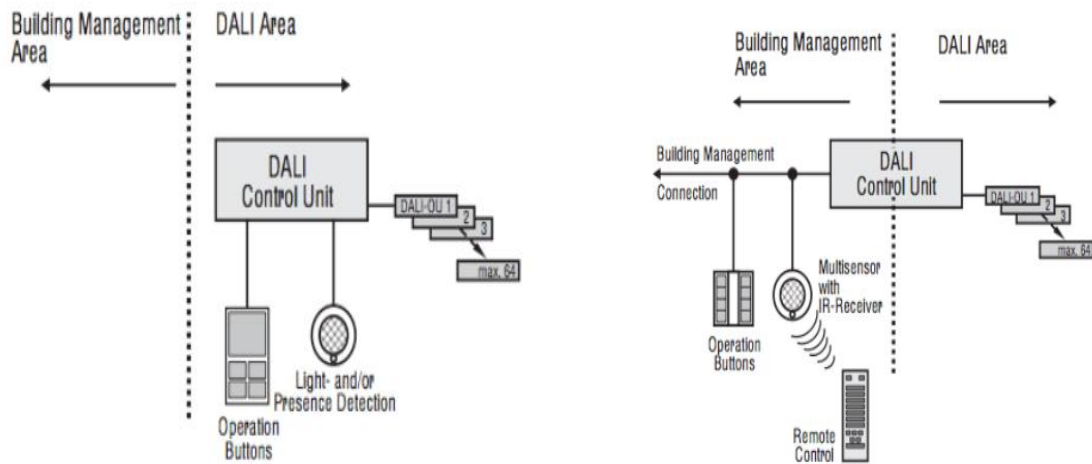 Building Management
Area
DALI Area
DALI
Control Unit
DALI-OU 1
2
3
max. 64
Light- and/or
Presence Detection
Operation
Buttons
Building Management
Area
DALI Area
Building Management
Connection
DALI
Control Unit
DALI-OU 1
2
3
max. 64
Multisensor
with
IR-Receiver
Operation
Buttons
Remote
Control